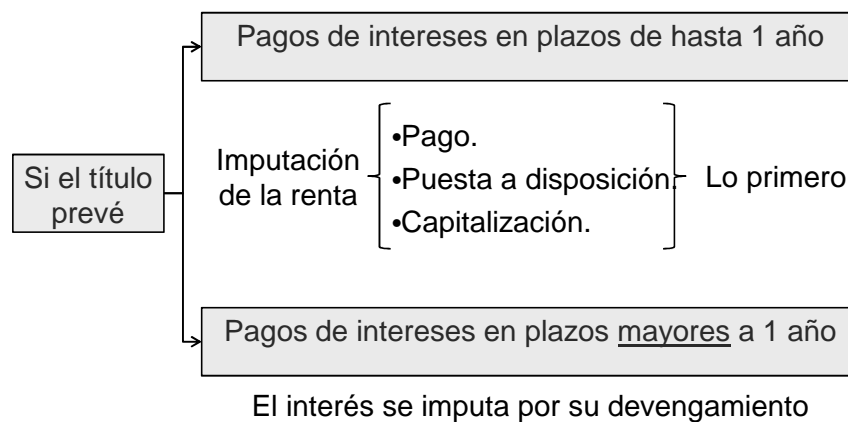 Pagos de intereses en plazos de hasta 1 año
Si el título
prevé
Imputación
de la renta
•Pago.
•Puesta a disposición.
•Capitalización.
Lo primero
Pagos de intereses en plazos mayores a 1 año
El interés se imputa por su devengamiento